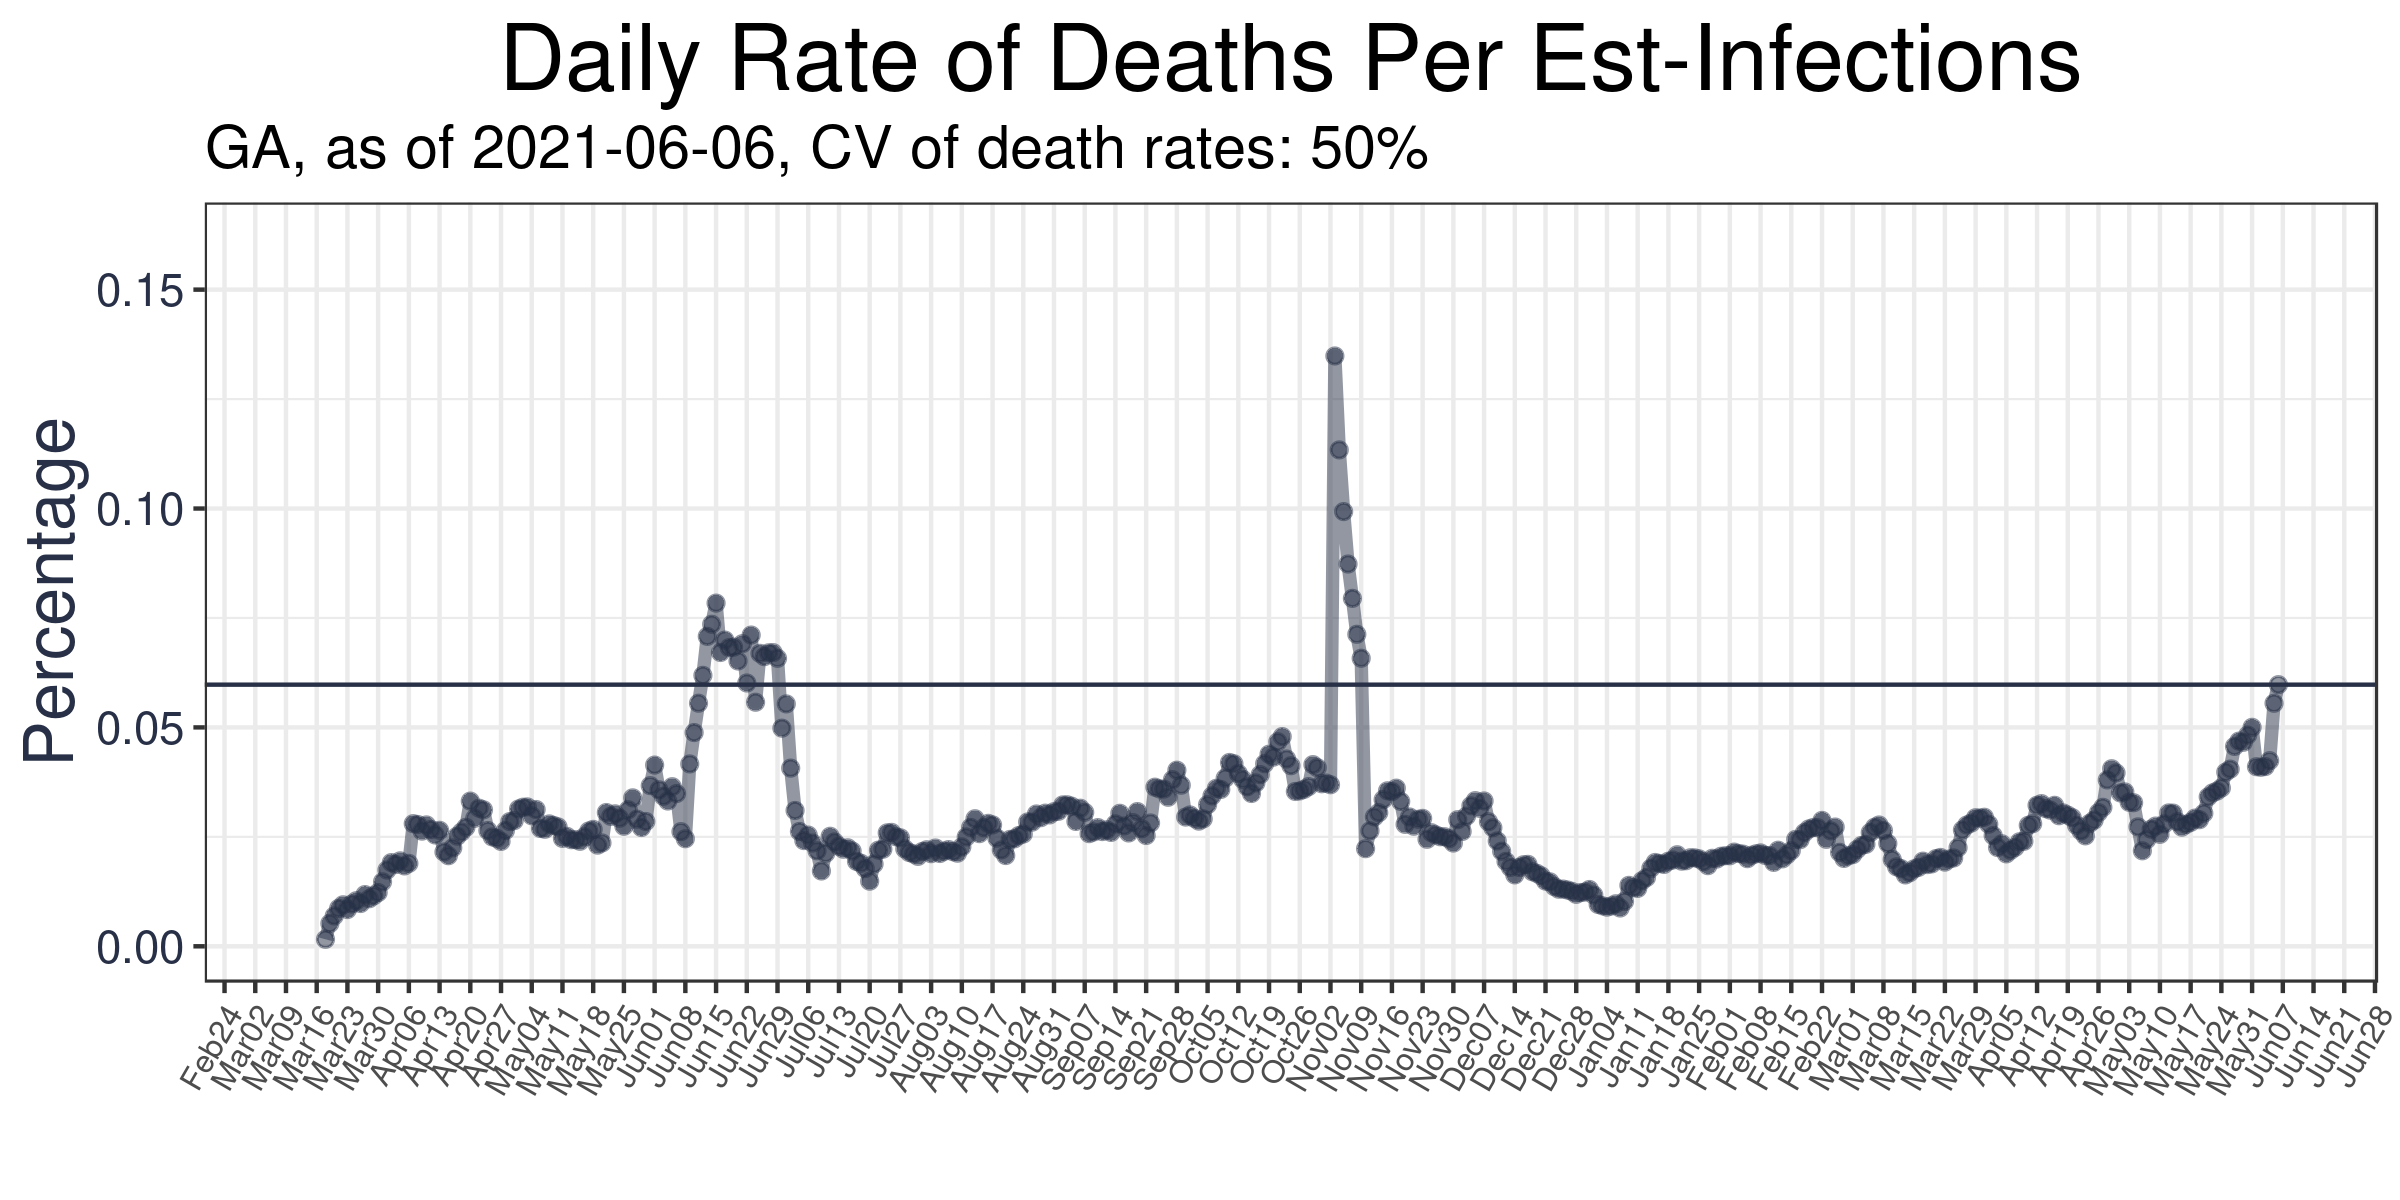 Daily Rate of Deaths Per Est-Infections
GA, as of 2021-06-06, CV of death rates: 50%
Percentage
0.15
0.10
0.05
0.00
Feb24
Mar02
Mar09
Mar16
Mar23
Mar30
Apr06
Apr13
Apr20
Apr27
May04
May11
May18
May25
Jun01
Jun08
Jun15
Jun22
Jun29
Jul06
Jul13
Jul20
Jul27
Aug03
Aug10
Aug17
Aug24
Aug31
Sep07
Sep14
Sep21
Sep28
Oct05
Oct12
Oct19
Oct26
Nov02
Nov09
Nov16
Nov23
Nov30
Dec07
Dec14
Dec21
Dec28
Jan04
Jan11
Jan18
Jan25
Feb01
Feb08
Feb15
Feb22
Mar01
Mar08
Mar15
Mar22
Mar29
Apr05
Apr12
Apr19
Apr26
May03
May10
May17
May24
May31
Jun07
Jun14
Jun21
Jun28